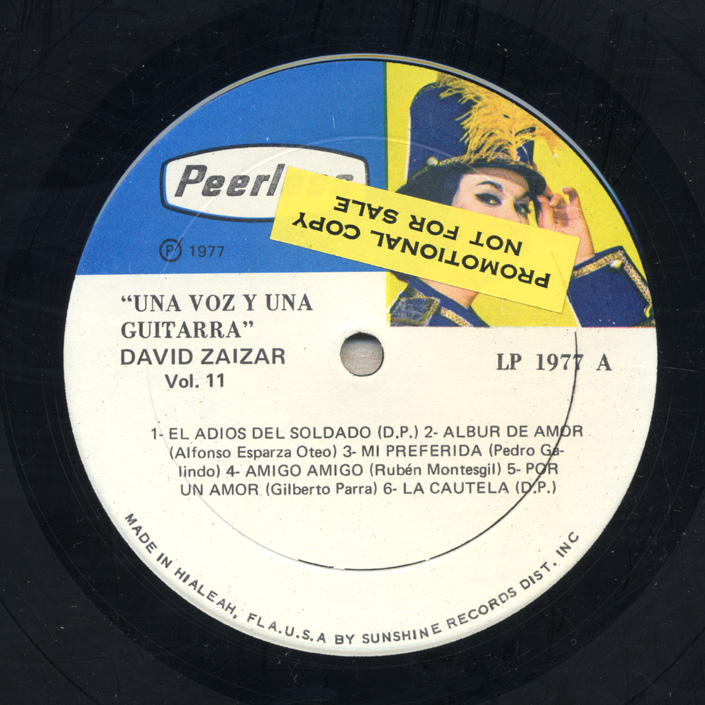 Peerless
PROMOTIONAL COPY
NOT FOR SALE
Ⓟ 1977
“UNA VOZ Y UNA
GUITARRA”
DAVID ZAIZAR
Vol. 11
LP 1977 A
1- EL ADIOS DEL SOLDADO (D.P.) 2- ALBUR DE AMOR
(Alfonso Esparza Oteo) 3- MI PREFERIDA (Pedro Ga-
lindo) 4- AMIGO AMIGO (Rubén Montesgil) 5- POR
UN AMOR (Gilberto Parra) 6- LA CAUTELA (D.P.)
MADE IN HIALEAH, FLA. U.S.A BY SUNSHINE RECORDS DIST. INC